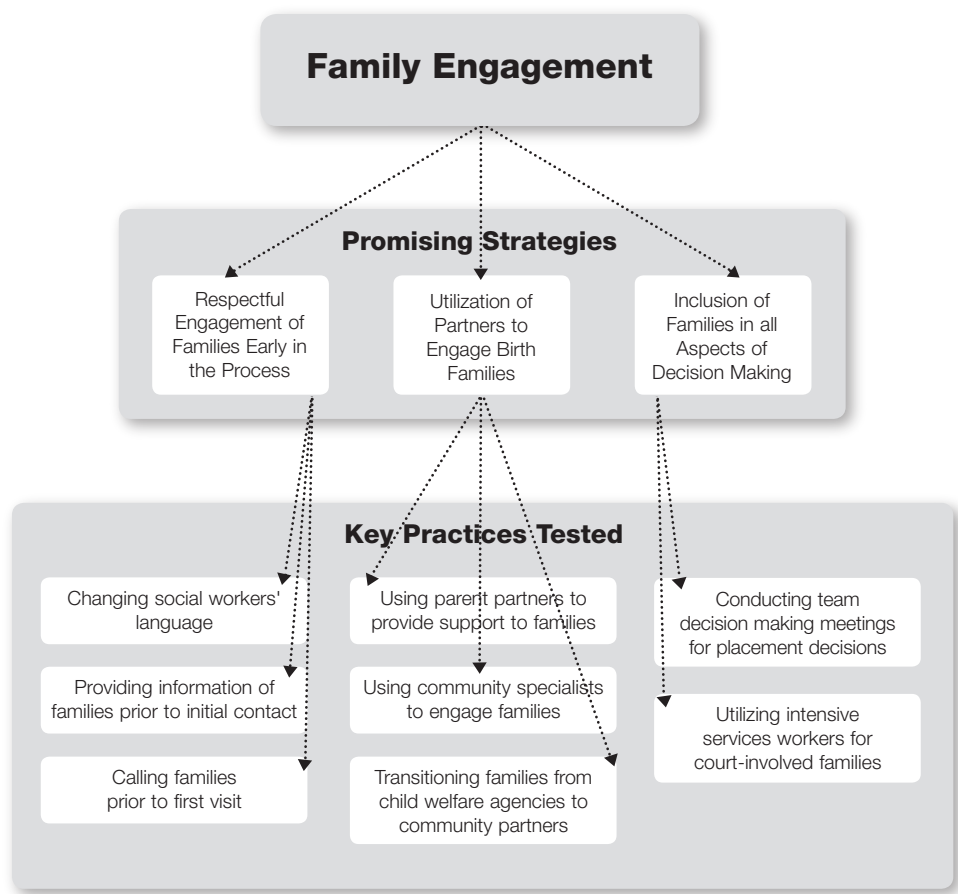 Family Engagement
Promising Strategies
Respectful
Engagement of
Families Early in
the Process
Utilization of
Partners to
Engage Birth
Families
Inclusion of
Families in all
Aspects of
Decision Making
Key Practices Tested
Changing social workers'
language
Providing information of
families prior to initial contact
Calling families
prior to first visit
Using parent partners to
provide support to families
Using community specialists
to engage families
Transitioning families from
child welfare agencies to
community partners
Conducting team
decision making meetings
for placement decisions
Utilizing intensive
services workers for
court-involved families